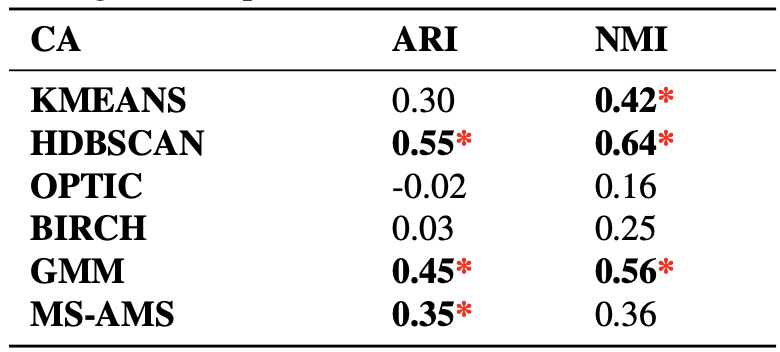 CA ARI NMI
KMEANS 0.30 0.42*
HDBSCAN 0.55* 0.64*
OPTIC -0.02 0.16
BIRCH 0.03 0.25
GMM 0.45* 0.56*
MS-AMS 0.35* 0.36